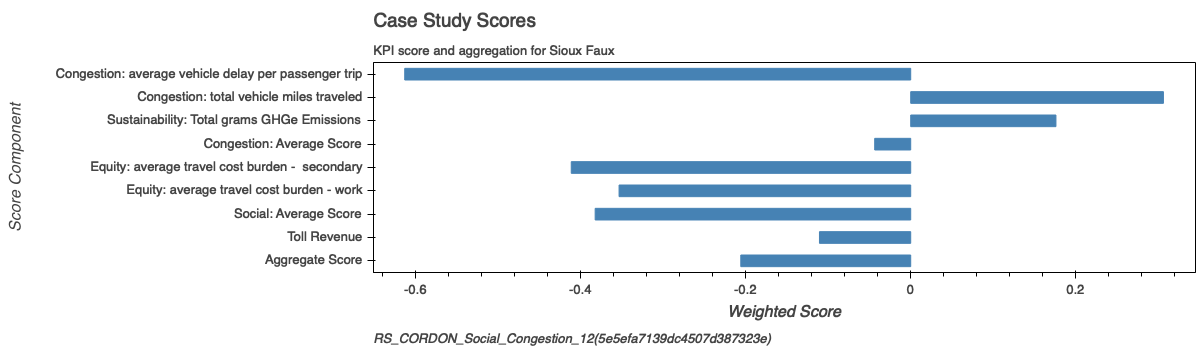 Case Study Scores
KPI score and aggregation for Sioux Faux
Score Component
Congestion: average vehicle delay per passenger trip
Congestion: total vehicle miles traveled
Sustainability: Total grams GHGe Emissions
Congestion: Average Score
Equity: average travel cost burden -  secondary
Equity: average travel cost burden - work
Social: Average Score
Toll Revenue
Aggregate Score
-0.6 -0.4 -0.2 0 0.2
Weighted Score
RS_CORDON_Social_Congestion_12(5e5efa7139dc4507d387323e)